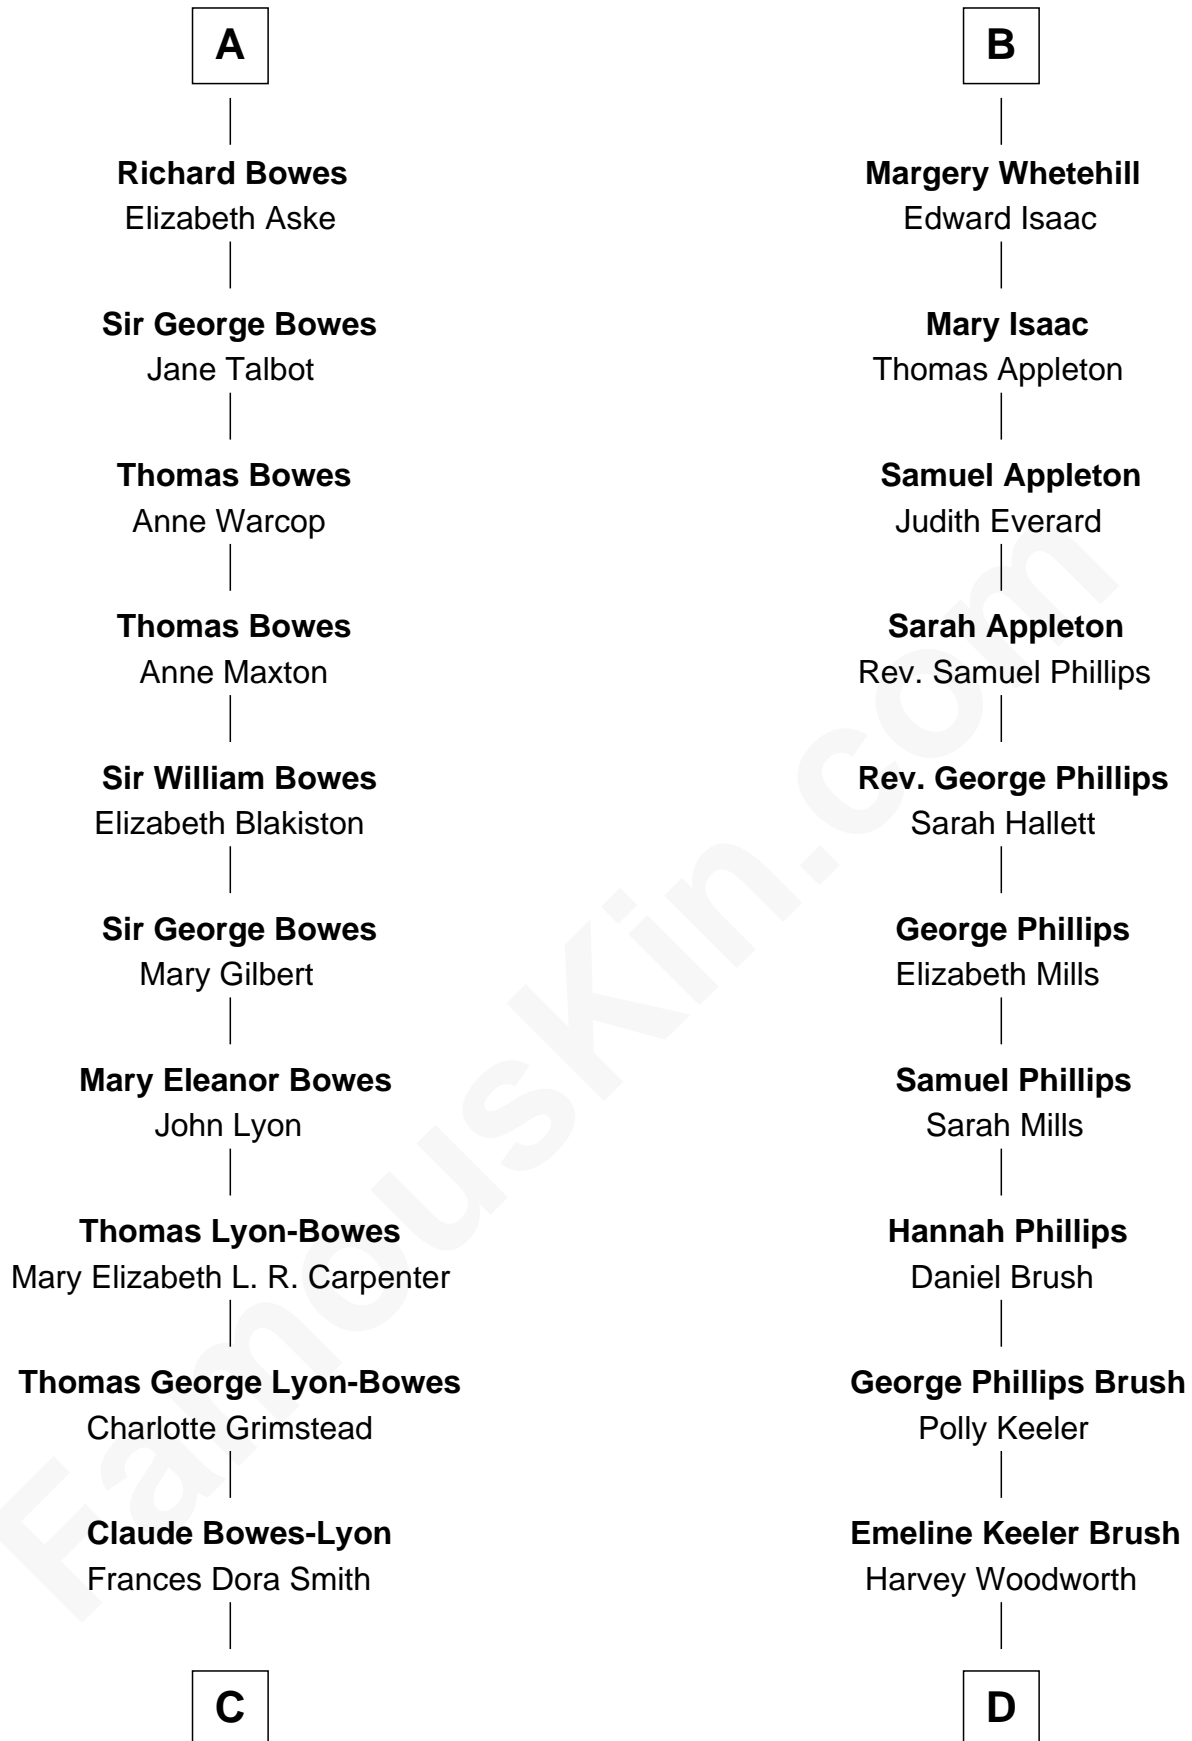 A
Richard Bowes
Elizabeth Aske
Sir George Bowes
Jane Talbot
Thomas Bowes
Anne Warcop
Thomas Bowes
Anne Maxton
Sir William Bowes
Elizabeth Blakiston
Sir George Bowes
Mary Gilbert
Mary Eleanor Bowes
John Lyon
Thomas Lyon-Bowes
Mary Elizabeth L. R. Carpenter
Thomas George Lyon-Bowes
Charlotte Grimstead
Claude Bowes-Lyon
Frances Dora Smith
C
B
Margery Whetehill
Edward Isaac
Mary Isaac
Thomas Appleton
Samuel Appleton
Judith Everard
Sarah Appleton
Rev. Samuel Phillips
Rev. George Phillips
Sarah Hallett
George Phillips
Elizabeth Mills
Samuel Phillips
Sarah Mills
Hannah Phillips
Daniel Brush
George Phillips Brush
Polly Keeler
Emeline Keeler Brush
Harvey Woodworth
D
FamousKin.com